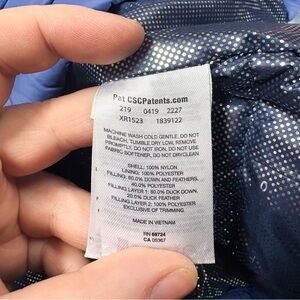 Pat CSCPatents.com
219 0419 2227
XR1523 1839122
MACHINE WASH COLD GENTLE, DO NOT
BLEACH, TUMBLE DRY LOW, REMOVE
PROMPTLY, DO NOT IRON, DO NOT USE
FABRIC SOFTENER, DO NOT DRYCLEAN
SHELL: 100% NYLON
LINING: 100% POLYESTER
FILLING: 80.0% DOWN AND FEATHERS,
40.0% POLYESTER
FILLING LAYER 1: 80.0% DUCK DOWN,
20.0% DUCK FEATHER
FILLING LAYER 2: 100% POLYESTER
EXCLUSIVE OF TRIMMING
MADE IN VIETNAM
RN 69724
CA 05367